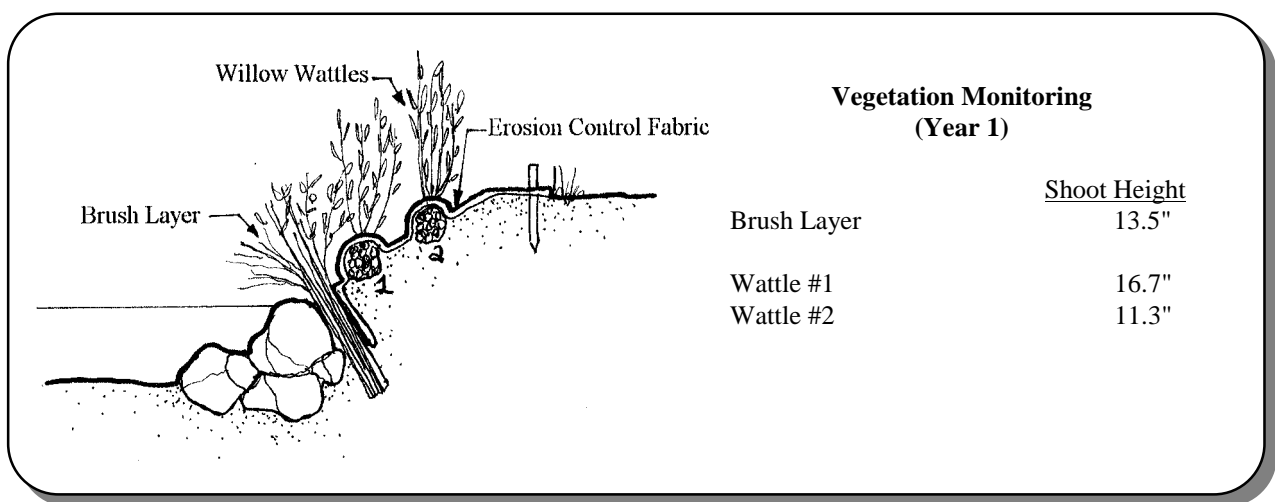 Willow Wattles
Erosion Control Fabric
Brush Layer
1
2
Vegetation Monitoring
(Year 1)
Shoot Height
Brush Layer 13.5"
Wattle #1 16.7"
Wattle #2 11.3"